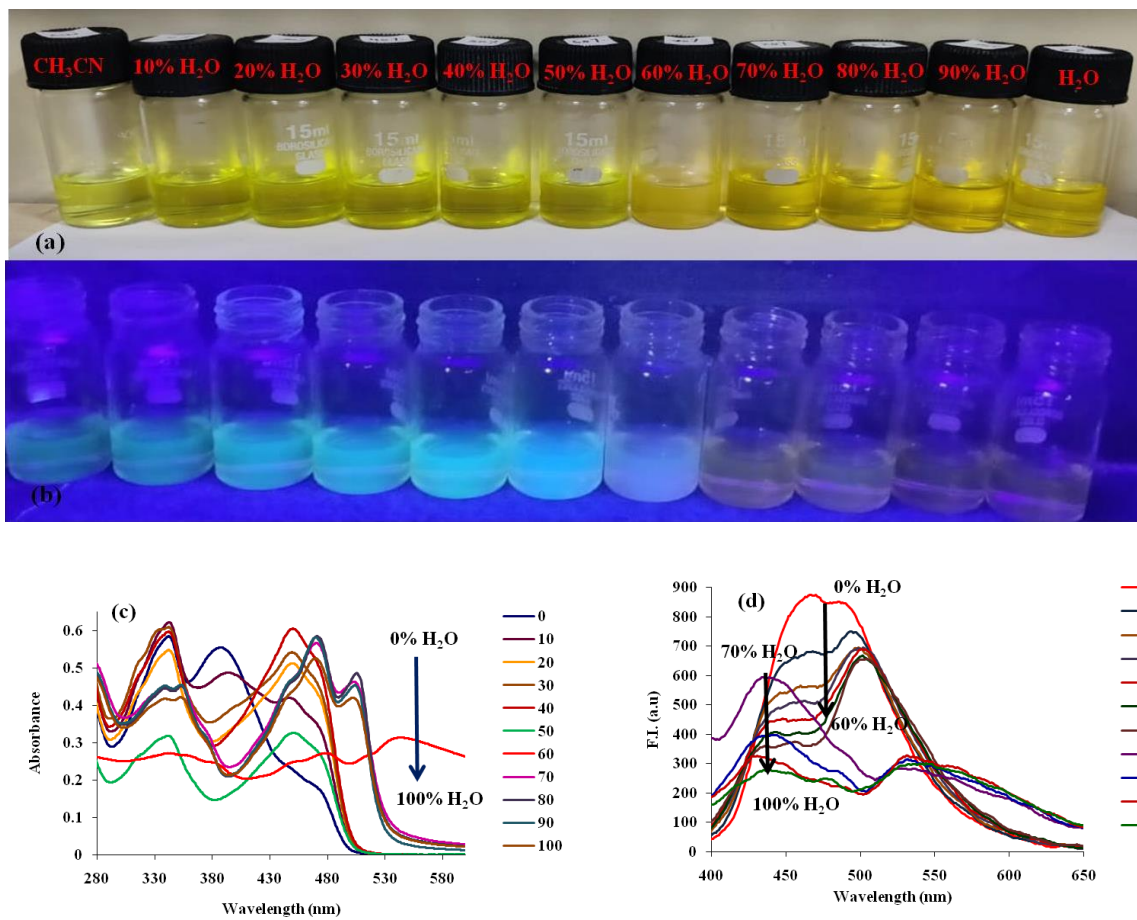 CH₃CN 10% H₂O 20% H₂O 30% H₂O 40% H₂O 50% H₂O 60% H₂O 70% H₂O 80% H₂O 90% H₂O H₂O
15ml
BOROSILICATE
GLASS
15ml
15ml
15ml
15ml
(a)
(b)
(c)
0
10
20
30
40
50
60
70
80
90
100
0% H₂O
100% H₂O
0.6
0.5
0.4
0.3
0.2
0.1
0
280 330 380 430 480 530 580
Absorbance
Wavelength (nm)
(d)
0% H₂O
70% H₂O
60% H₂O
100% H₂O
900
800
700
600
500
400
300
200
100
0
400 450 500 550 600 650
F.I. (a.u)
Wavelength (nm)